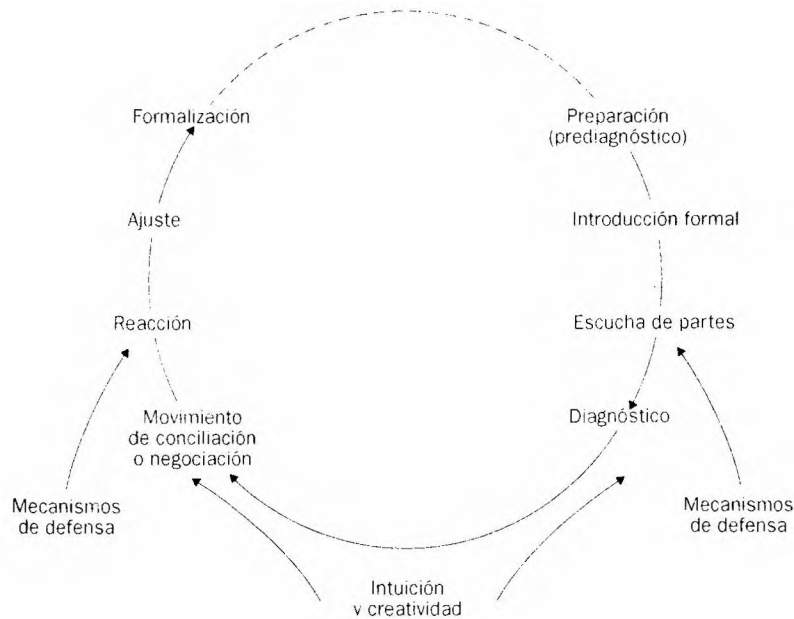 Formalización
Preparación
(prediagnóstico)
Ajuste
Introducción formal
Reacción
Escucha de partes
Movimiento
de conciliación
o negociación
Diagnóstico
Mecanismos
de defensa
Mecanismos
de defensa
Intuición
y creatividad